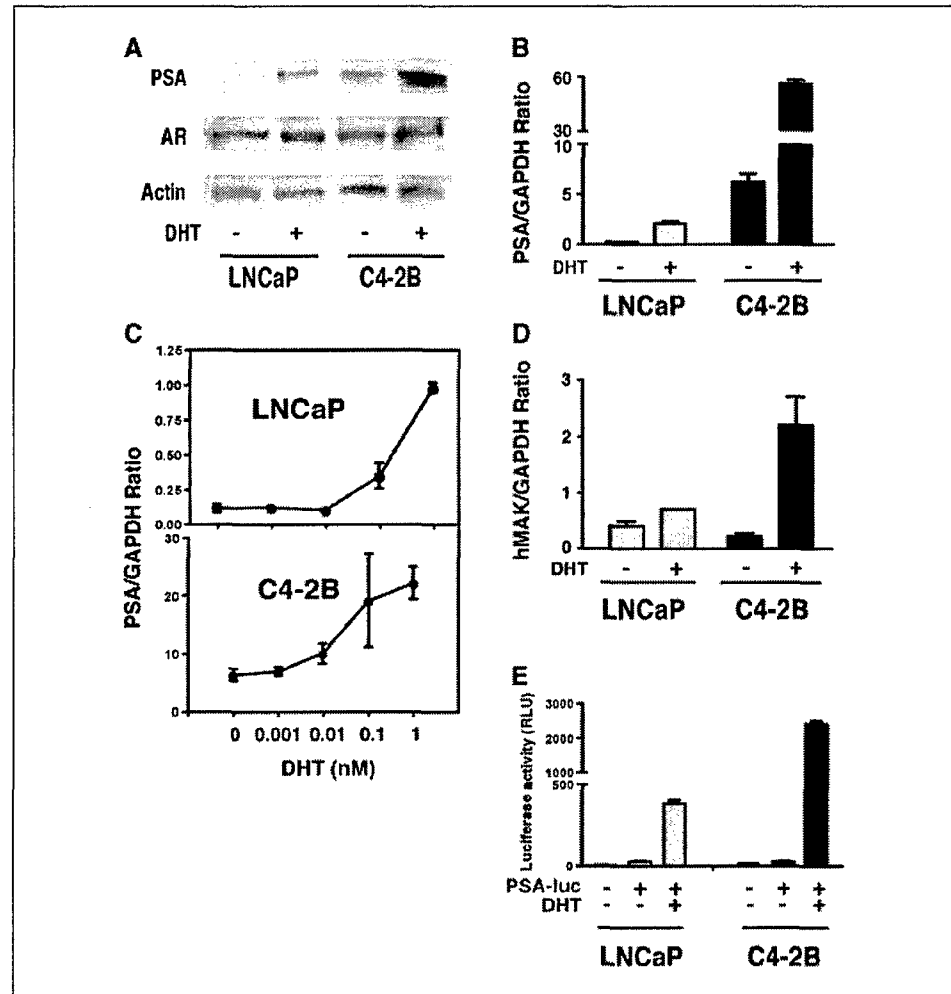 A
PSA
AR
Actin
DHT - + - +
LNCaP C4-2B
B
PSA/GAPDH Ratio
60
30
10
5
0
DHT - + - +
LNCaP C4-2B
C
PSA/GAPDH Ratio
1.25
1.00
0.75
0.50
0.25
0.00
LNCaP
30
20
10
0
C4-2B
0 0.001 0.01 0.1 1
DHT (nM)
D
hMAK/GAPDH Ratio
3
2
1
0
DHT - + - +
LNCaP C4-2B
E
Luciferase activity (RLU)
3000
2000
1000
500
0
PSA-luc - + + - + +
DHT - - + - - +
LNCaP C4-2B